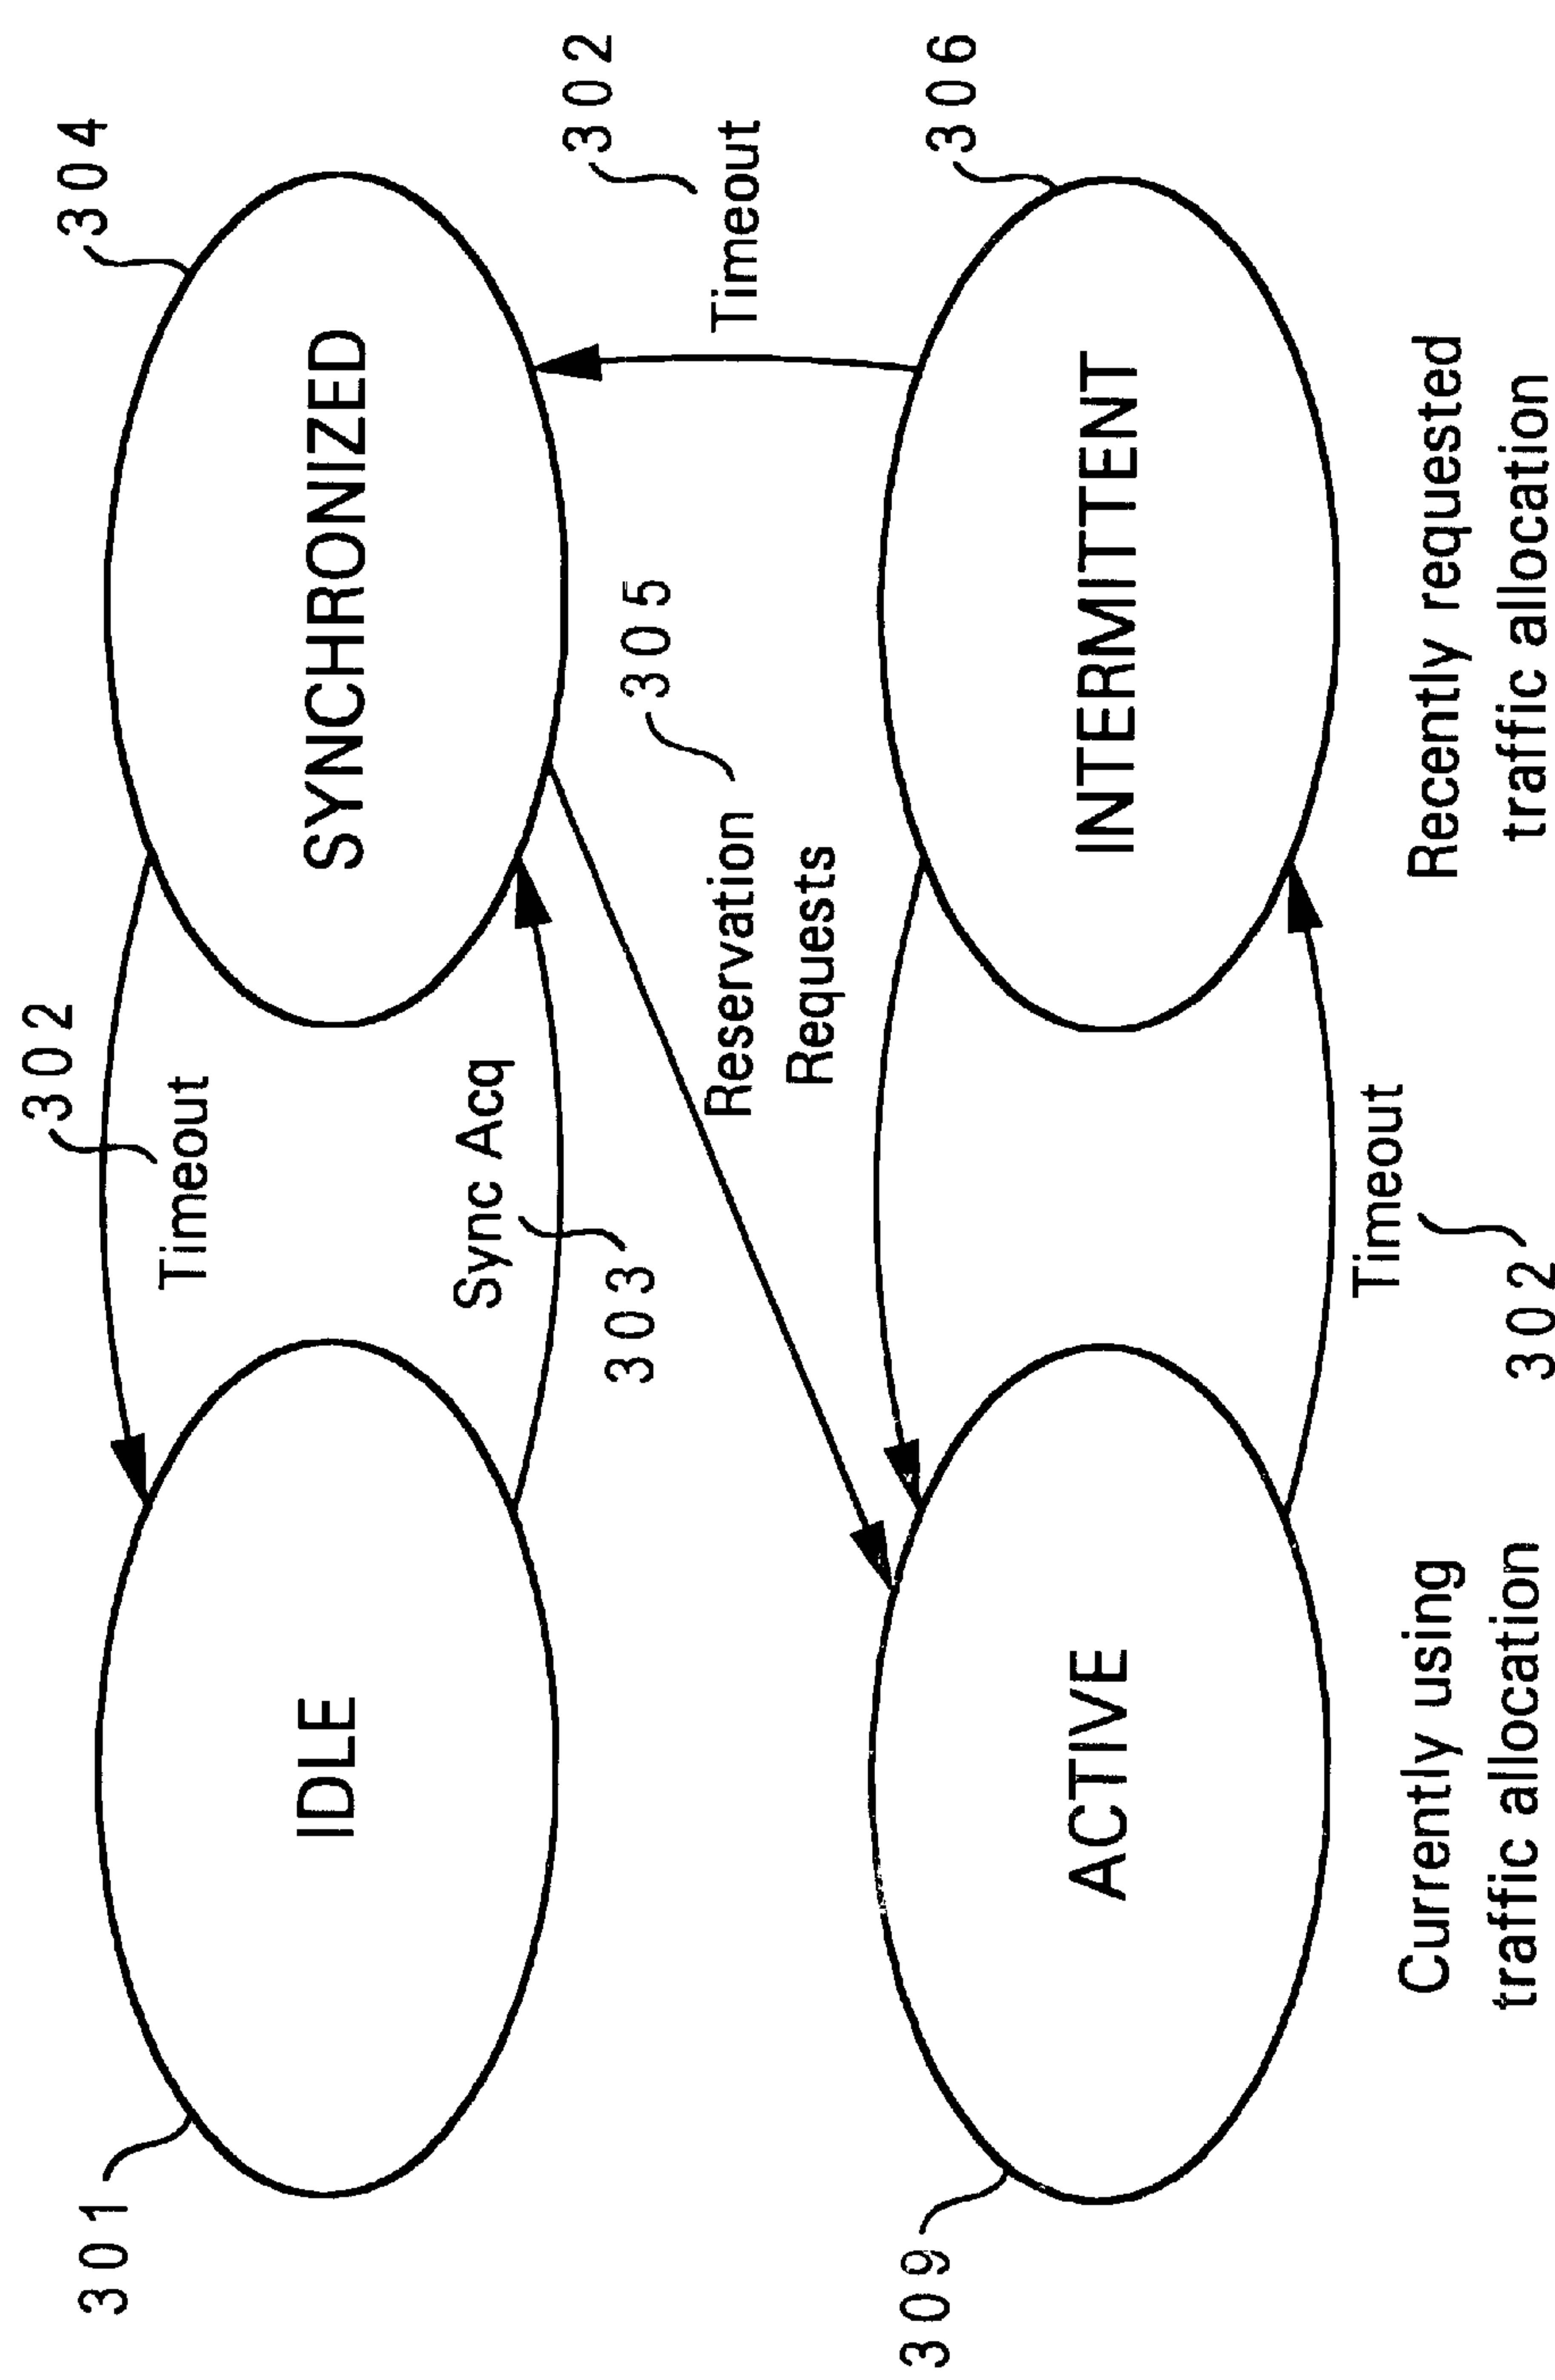 302
304
Timeout
301
IDLE
SYNCHRONIZED
Sync Acq
303
302
305
Timeout
Reservation
Requests
309
306
ACTIVE
INTERMITTENT
Timeout
302
Currently using
traffic allocation
Recently requested
traffic allocation